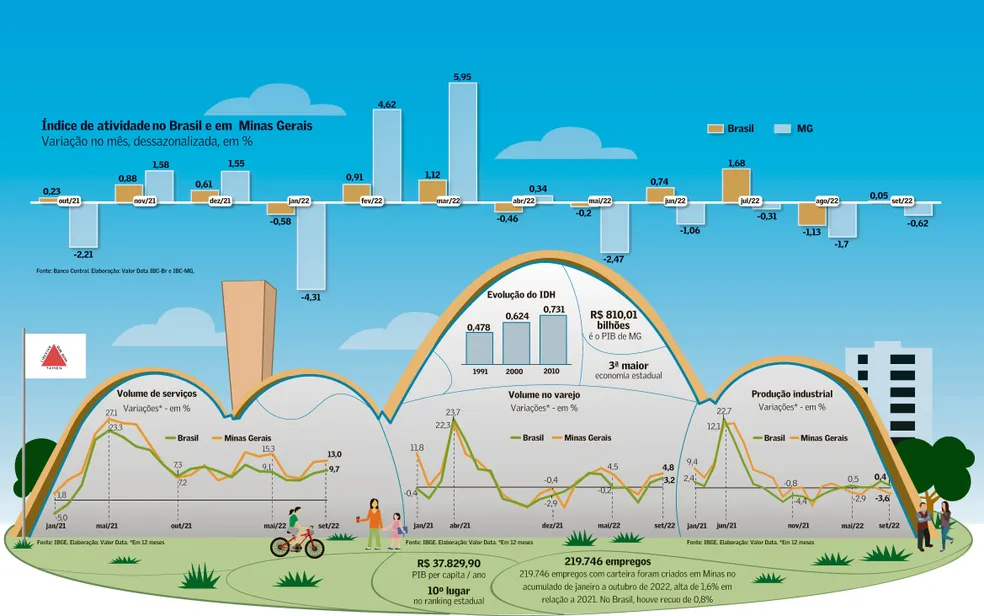 Índice de atividade no Brasil e em Minas Gerais
Variação no mês, dessazonalizada, em %
Brasil
MG
0,23
out/21
-2,21
0,88
1,58
nov/21
0,61
1,55
dez/21
-0,58
jan/22
-4,31
0,91
4,62
fev/22
1,12
5,95
mar/22
-0,46
0,34
abr/22
-0,2
mai/22
-2,47
0,74
jun/22
-1,06
1,68
jul/22
-0,31
-1,13
ago/22
-1,7
0,05
set/22
-0,62
Fonte: Banco Central. Elaboração: Valor Data IBC-Br e IBC-MG.
Evolução do IDH
0,478
0,624
0,731
1991
2000
2010
R$ 810,01
bilhões
é o PIB de MG
3ª maior
economia estadual
Volume de serviços
Variações* - em %
Brasil
Minas Gerais
27,1
23,3
1,8
-5,0
7,3
7,2
15,3
9,1
13,0
9,7
jan/21
mai/21
out/21
mai/22
set/22
Fonte: IBGE. Elaboração: Valor Data. *Em 12 meses
Volume no varejo
Variações* - em %
Brasil
Minas Gerais
11,8
-0,4
23,7
22,3
-0,4
-2,9
4,5
-0,2
4,8
3,2
jan/21
abr/21
dez/21
mai/22
set/22
Fonte: IBGE. Elaboração: Valor Data. *Em 12 meses
Produção industrial
Variações* - em %
Brasil
Minas Gerais
9,4
2,4
22,7
12,1
-0,8
-4,4
0,5
-2,9
0,4
-3,6
jan/21
jun/21
nov/21
mai/22
set/22
Fonte: IBGE. Elaboração: Valor Data. *Em 12 meses
R$ 37.829,90
PIB per capita / ano
10º lugar
no ranking estadual
219.746 empregos
219.746 empregos com carteira foram criados em Minas no
acumulado de janeiro a outubro de 2022, alta de 1,6% em
relação a 2021. No Brasil, houve recuo de 0,8%